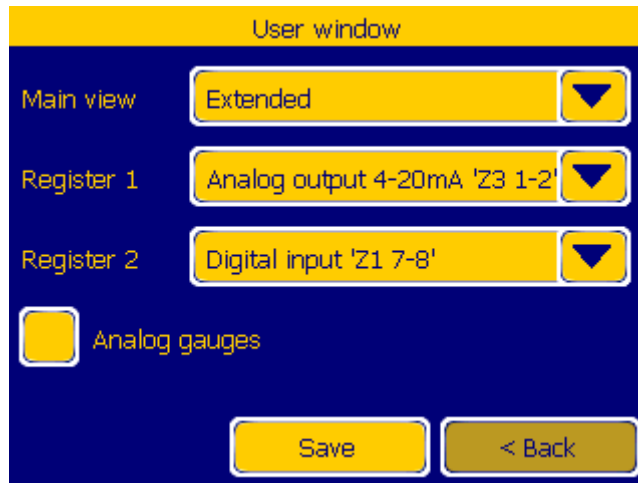 User window
Main view Extended
Register 1 Analog output 4-20mA 'Z3 1-2'
Register 2 Digital input 'Z1 7-8'
Analog gauges
Save < Back